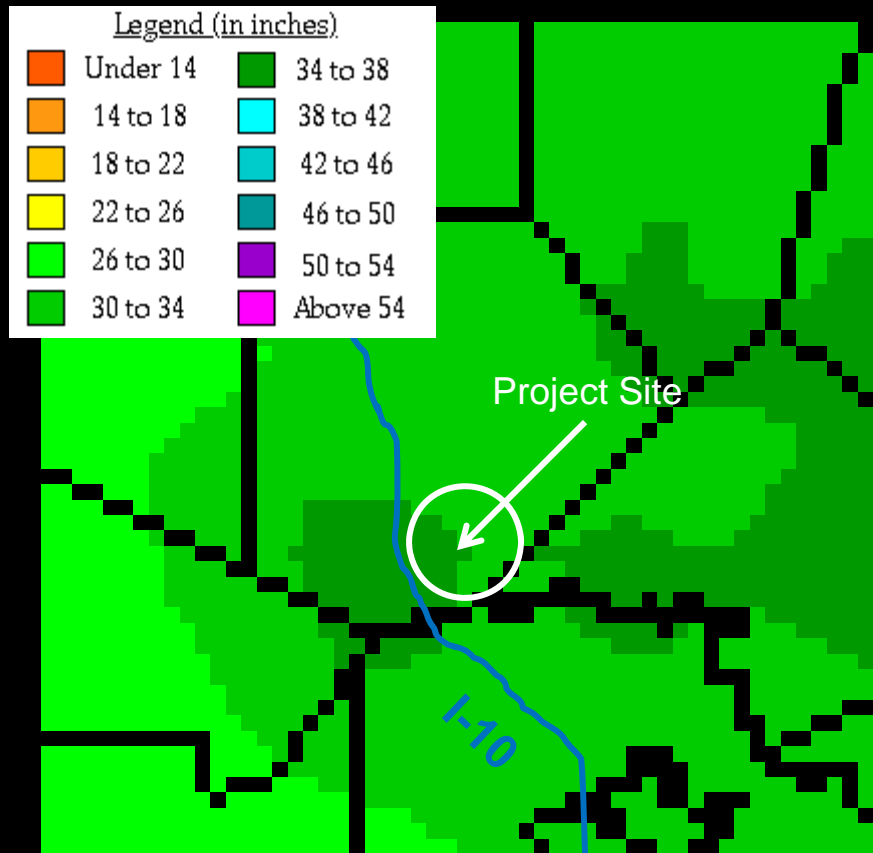 Legend (in inches)
Under 14
14 to 18
18 to 22
22 to 26
26 to 30
30 to 34
34 to 38
38 to 42
42 to 46
46 to 50
50 to 54
Above 54
Project Site
I-10